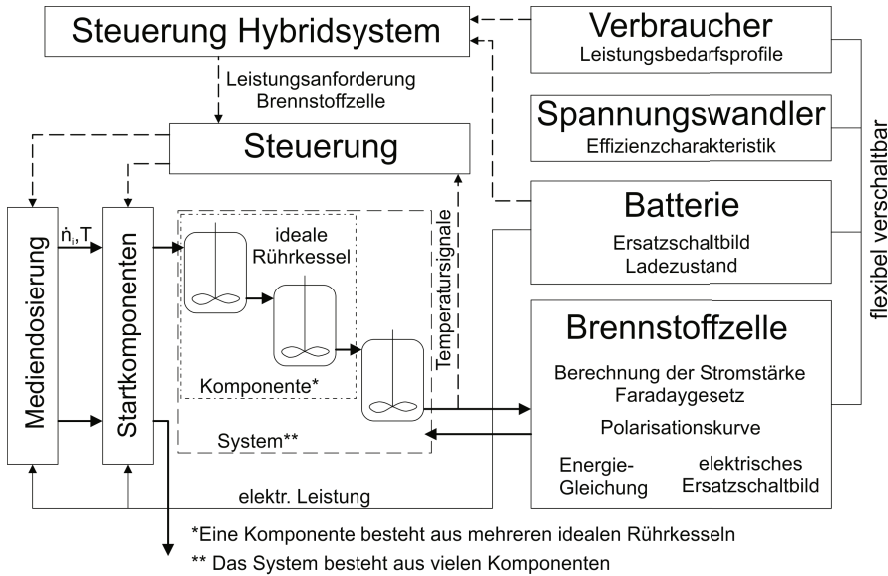 Steuerung Hybridsystem
Verbraucher
Leistungsbedarfsprofile
Leistungsanforderung
Brennstoffzelle
Spannungswandler
Effizienzcharakteristik
Steuerung
flexibel verschaltbar
Batterie
Ersatzschaltbild
Ladezustand
Mediendosierung
ṅi,T
Startkomponenten
ideale
Rührkessel
Komponente*
System**
Temperatursignale
Brennstoffzelle
Berechnung der Stromstärke
Faradaygesetz
Polarisationskurve
Energie-
Gleichung
elektrisches
Ersatzschaltbild
elektr. Leistung
*Eine Komponente besteht aus mehreren idealen Rührkesseln
** Das System besteht aus vielen Komponenten